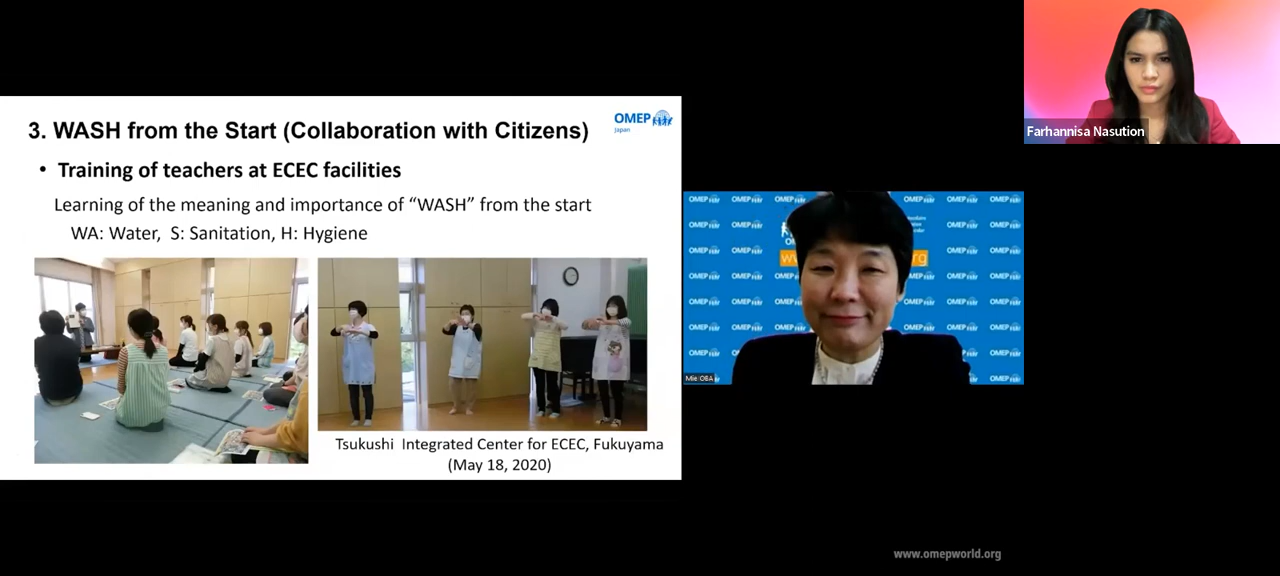 3. WASH from the Start (Collaboration with Citizens)
OMEP
Japan
• Training of teachers at ECEC facilities
Learning of the meaning and importance of “WASH” from the start
WA: Water, S: Sanitation, H: Hygiene
Tsukushi Integrated Center for ECEC, Fukuyama
(May 18, 2020)
Farhannisa Nasution
OMEP
Mie OBA
www.omepworld.org